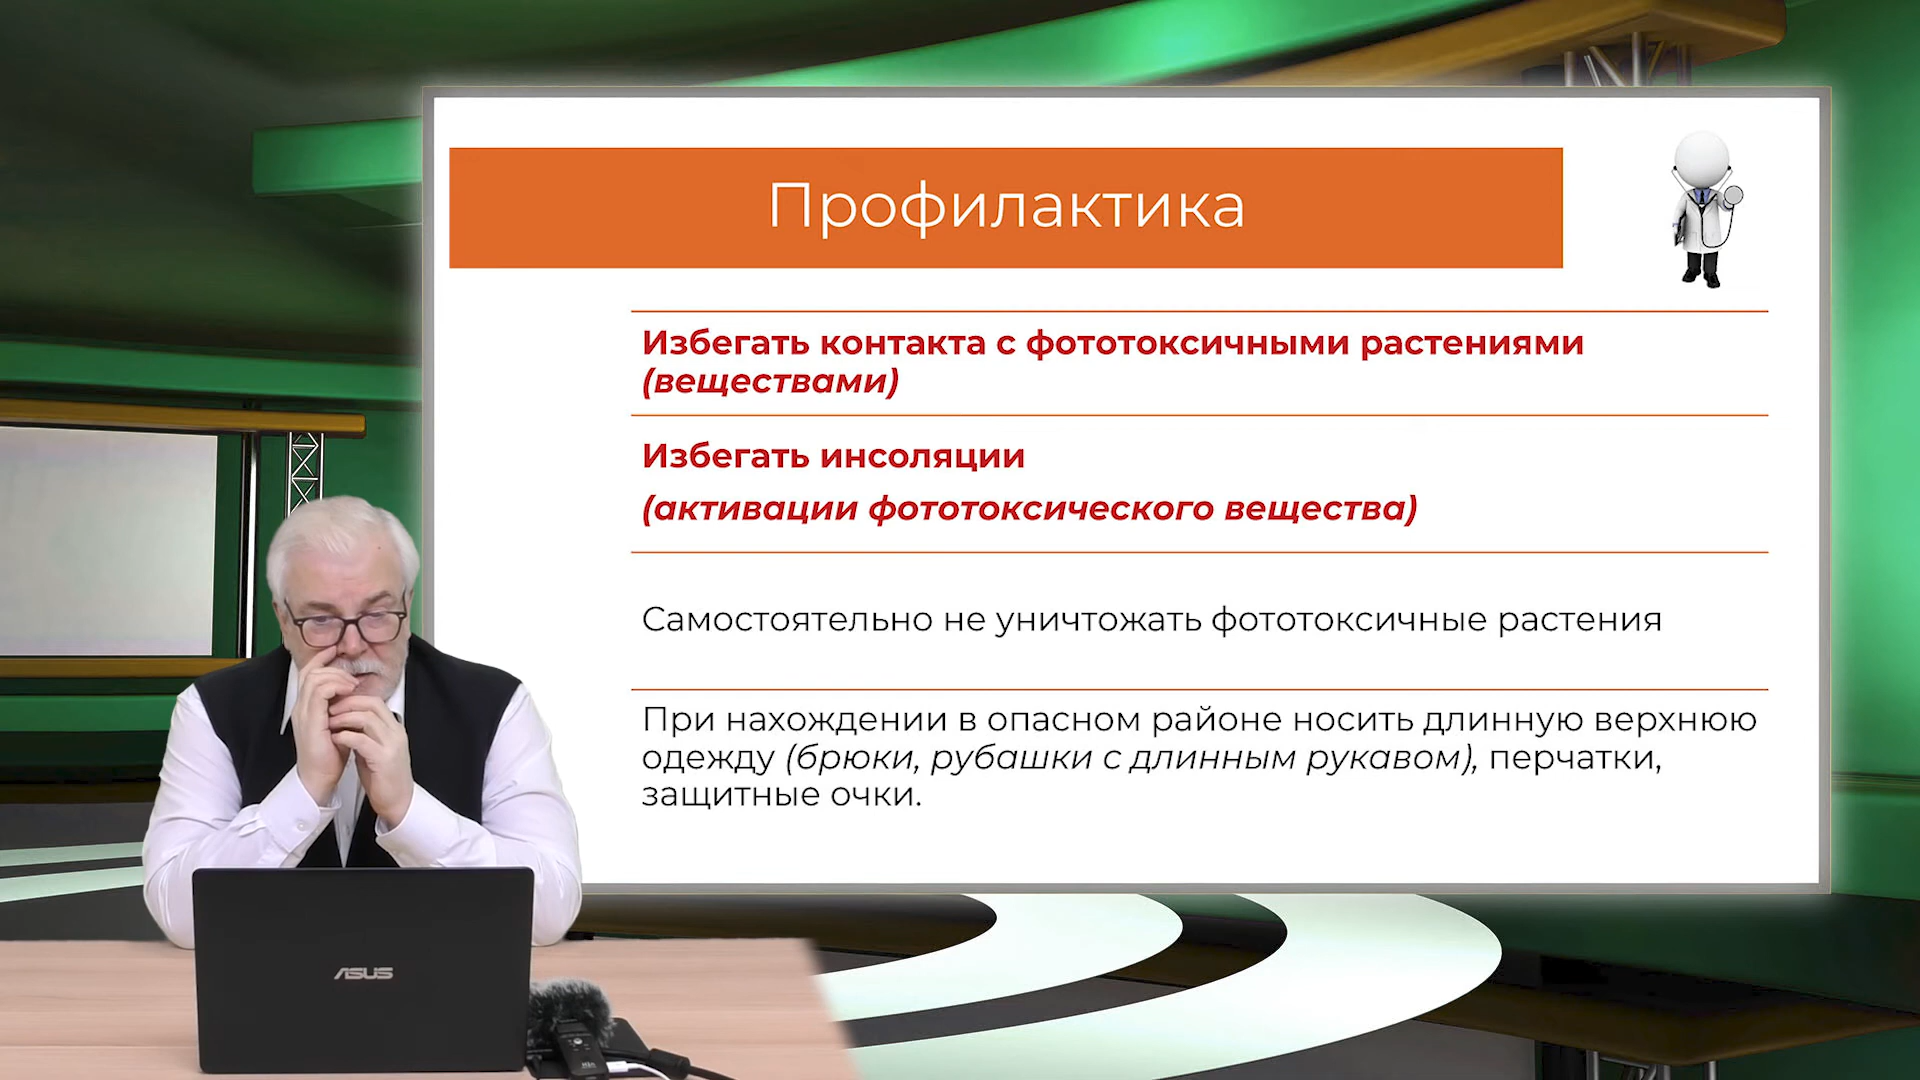 Профилактика
Избегать контакта с фототоксичными растениями
(веществами)
Избегать инсоляции
(активации фототоксического вещества)
Самостоятельно не уничтожать фототоксичные растения
При нахождении в опасном районе носить длинную верхнюю
одежду (брюки, рубашки с длинным рукавом), перчатки,
защитные очки.
ASUS